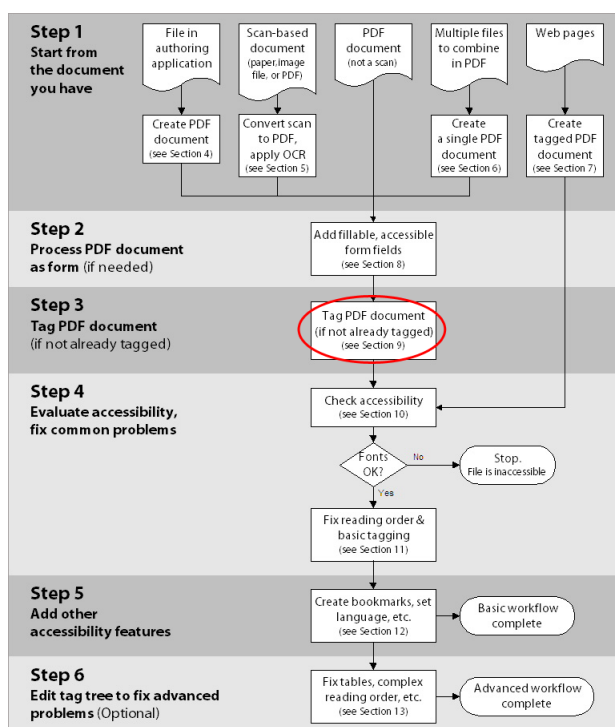 Step 1
Start from
the document
you have
File in
authoring
application
Scan-based
document
(paper,image
file, or PDF)
PDF
document
(not a scan)
Multiple files
to combine
in PDF
Web pages
Create PDF
document
(see Section 4)
Convert scan
to PDF,
apply OCR
(see Section 5)
Create
a single PDF
document
(see Section 6)
Create
tagged PDF
document
(see Section 7)
Step 2
Process PDF document
as form (if needed)
Add fillable, accessible
form fields
(see Section 8)
Step 3
Tag PDF document
(if not already tagged)
Tag PDF document
(if not already tagged)
(see Section 9)
Step 4
Evaluate accessibility,
fix common problems
Check accessibility
(see Section 10)
Fonts
OK?
No
Stop.
File is inaccessible
Yes
Fix reading order &
basic tagging
(see Section 11)
Step 5
Add other
accessibility features
Create bookmarks, set
language, etc.
(see Section 12)
Basic workflow
complete
Step 6
Edit tag tree to fix advanced
problems (Optional)
Fix tables, complex
reading order, etc.
(see Section 13)
Advanced workflow
complete